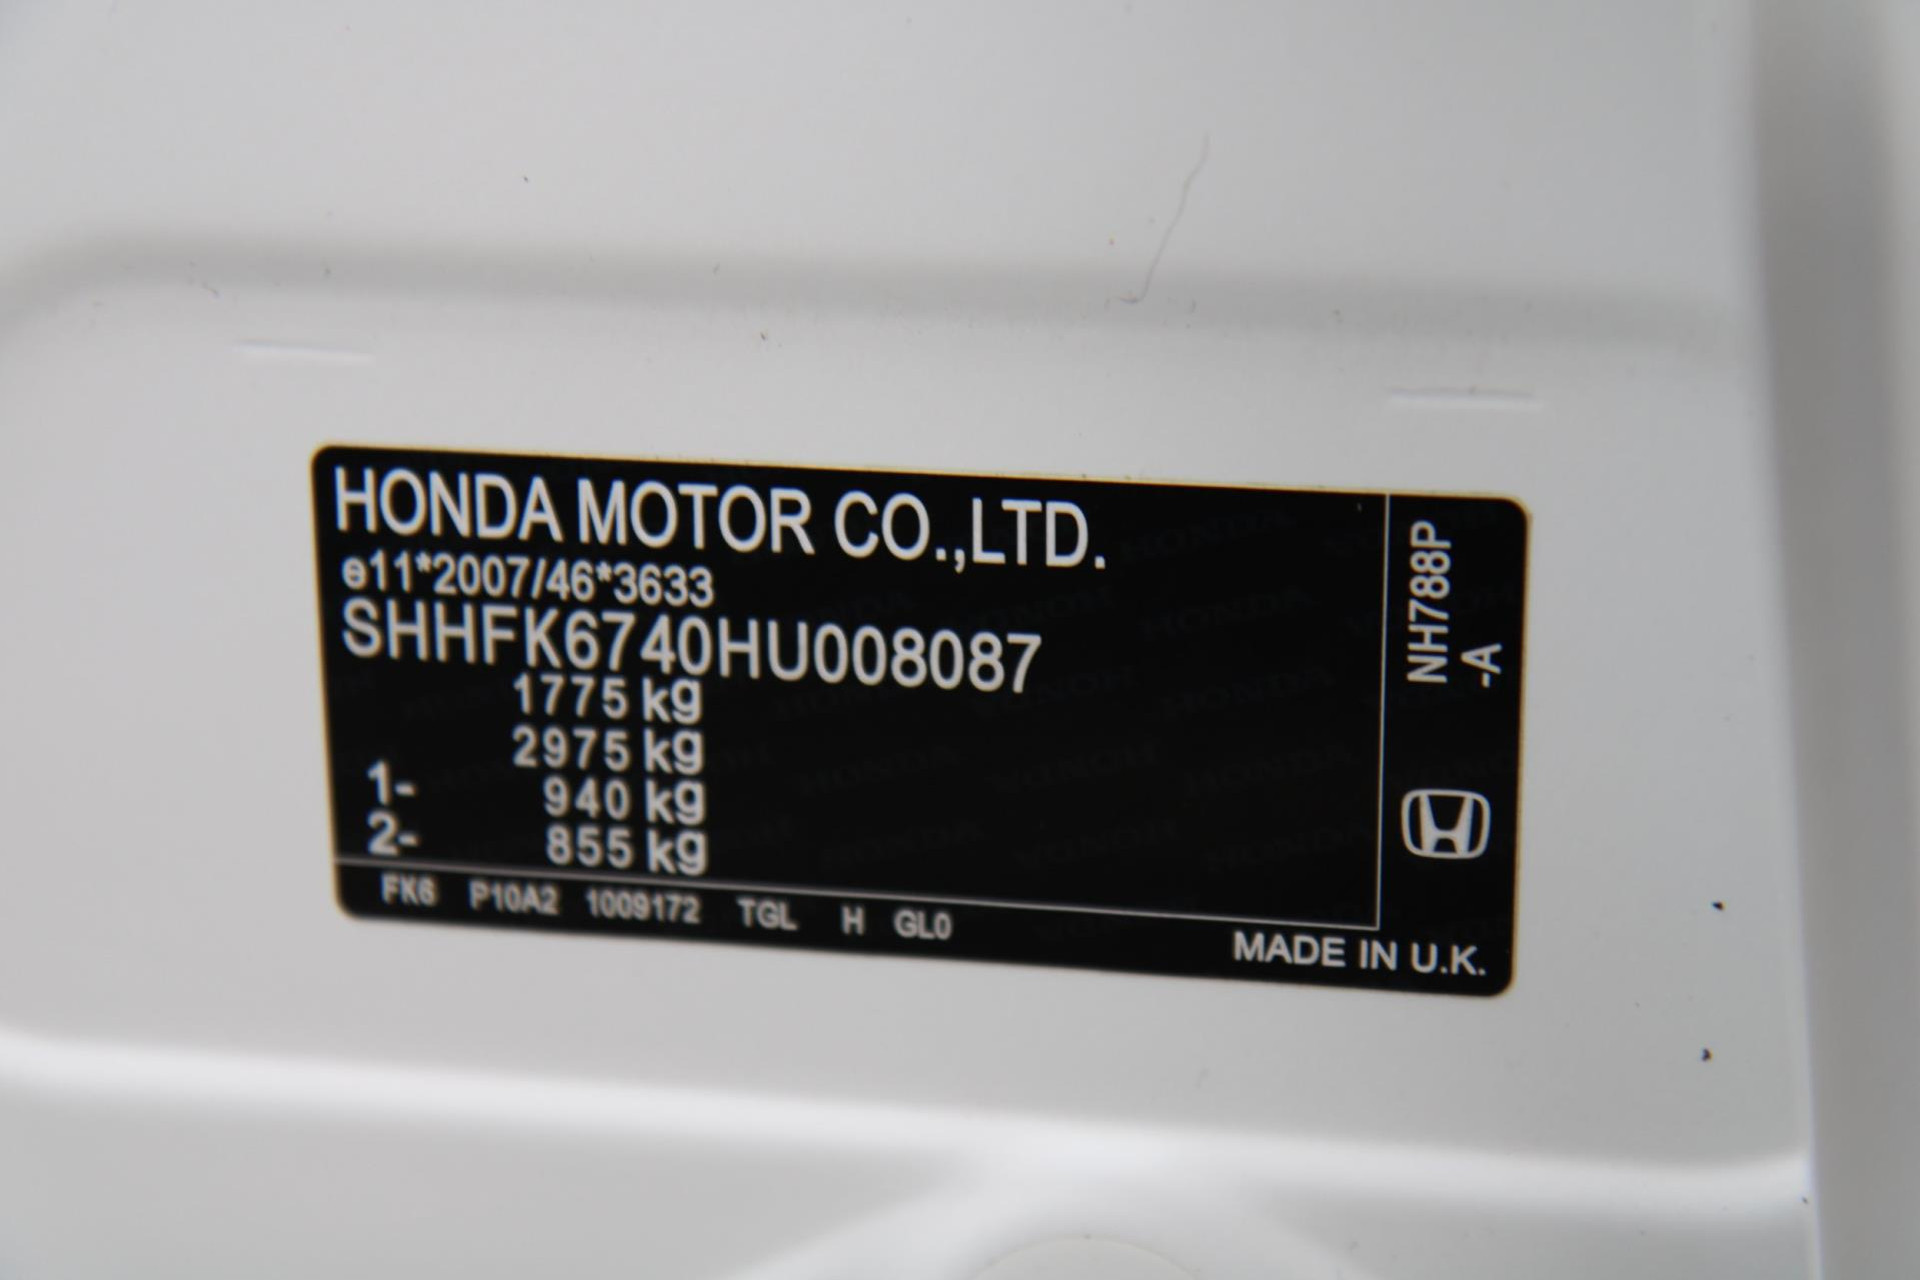 HONDA MOTOR CO.,LTD.
e11*2007/46*3633
SHHFK6740HU008087
1775 kg
2975 kg
1- 940 kg
2- 855 kg
FK6 P10A2 1009172 TGL H GL0
NH788P
-A
MADE IN U.K.